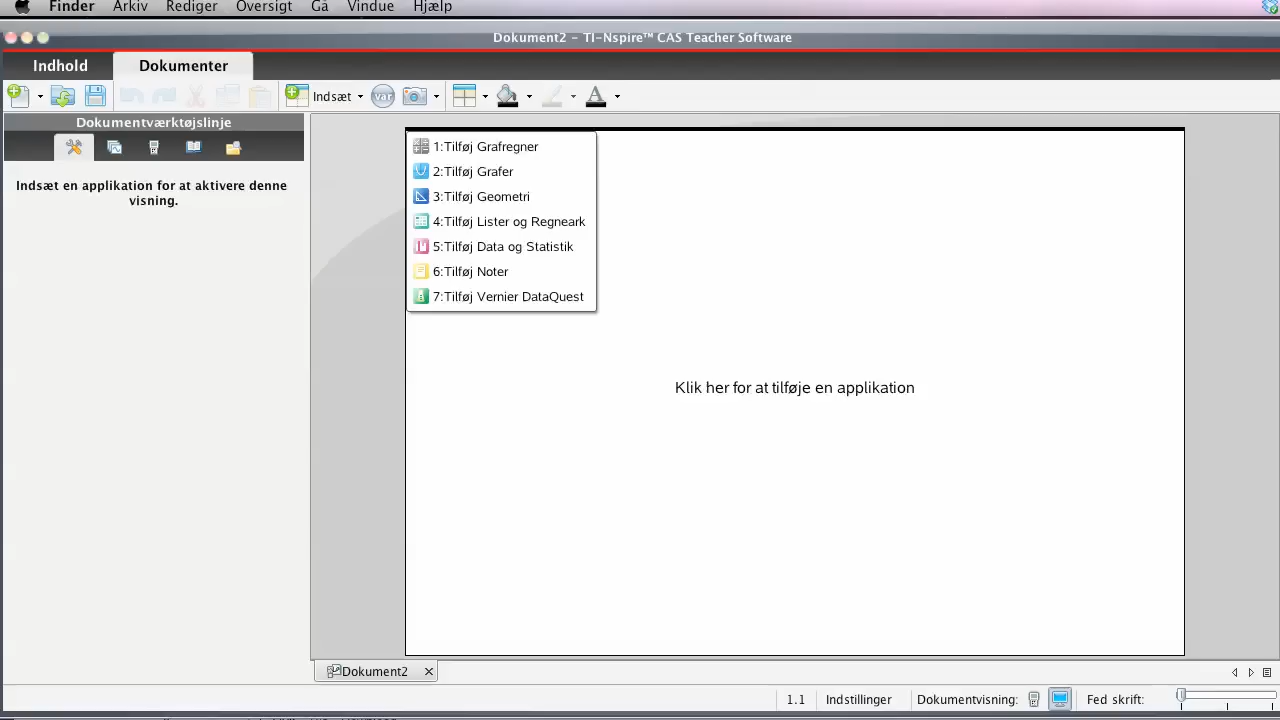 Finder Arkiv Rediger Oversigt Gå Vindue Hjælp
Dokument2 – TI-Nspire™ CAS Teacher Software
Indhold Dokumenter
Indsæt var A
Dokumentværktøjslinje
Indsæt en applikation for at aktivere denne
visning.
1:Tilføj Grafregner
2:Tilføj Grafer
3:Tilføj Geometri
4:Tilføj Lister og Regneark
5:Tilføj Data og Statistik
6:Tilføj Noter
7:Tilføj Vernier DataQuest
Klik her for at tilføje en applikation
Dokument2
1.1 Indstillinger Dokumentvisning: Fed skrift: